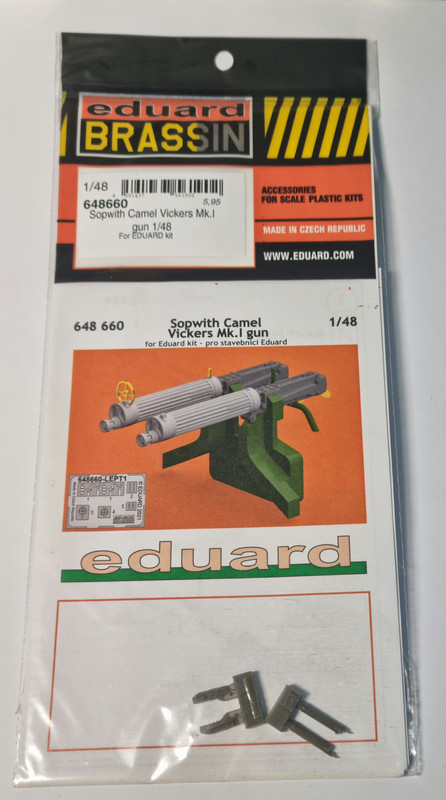 eduard
BRASSIN
1/48
648660
5,95
Sopwith Camel Vickers Mk.I
gun 1/48
For EDUARD kit
ACCESSORIES
FOR SCALE PLASTIC KITS
MADE IN CZECH REPUBLIC
WWW.EDUARD.COM
648 660
Sopwith Camel
Vickers Mk.I gun
1/48
for Eduard kit - pro stavebnici Eduard
648660-LEPT1
© EDUARD 2021
eduard